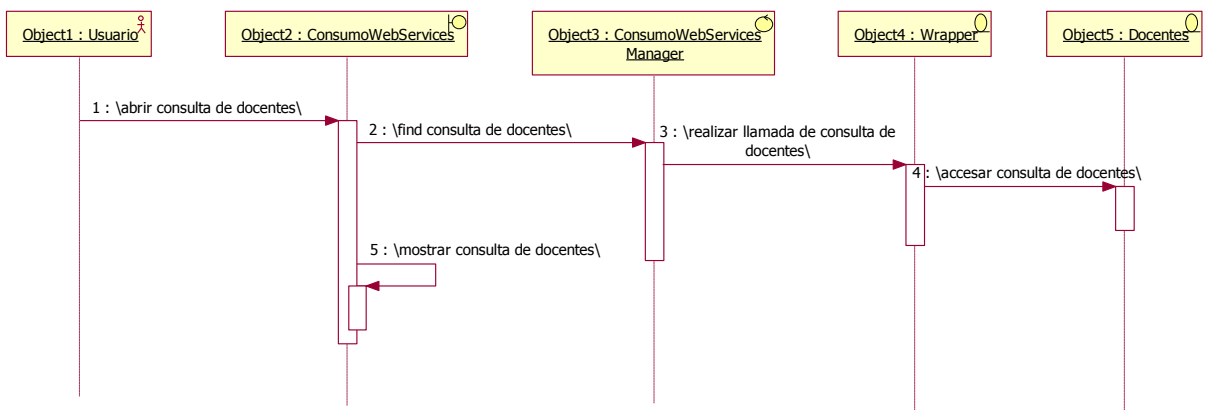 Object1 : Usuario
Object2 : ConsumoWebServices
Object3 : ConsumoWebServices
Manager
Object4 : Wrapper
Object5 : Docentes
1 : \abrir consulta de docentes\
2 : \find consulta de docentes\
3 : \realizar llamada de consulta de
docentes\
4 : \accesar consulta de docentes\
5 : \mostrar consulta de docentes\